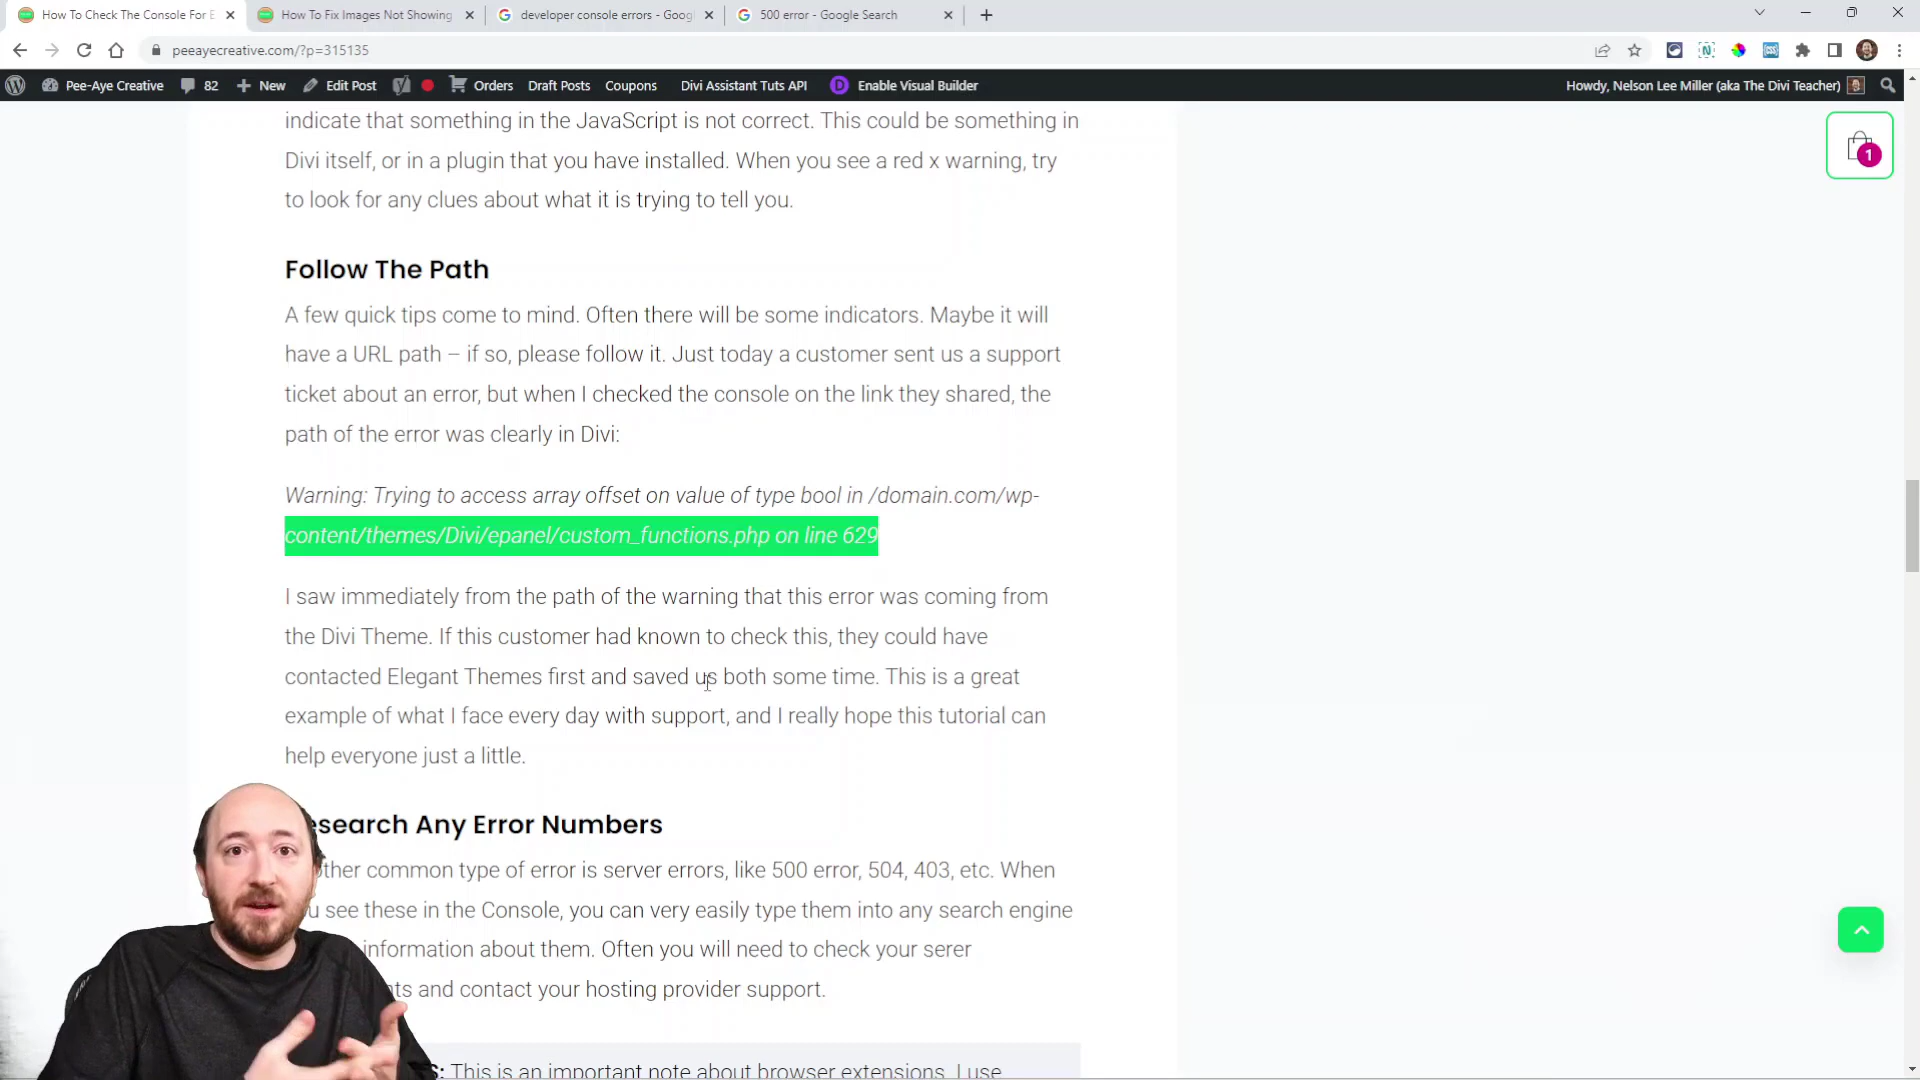 How To Check The Console For E
How To Fix Images Not Showing
developer console errors - Goog
500 error - Google Search
peeayecreative.com/?p=315135
Pee-Aye Creative
82
New
Edit Post
Orders
Draft Posts
Coupons
Divi Assistant Tuts API
D
Enable Visual Builder
Howdy, Nelson Lee Miller (aka The Divi Teacher)
1
indicate that something in the JavaScript is not correct. This could be something in
Divi itself, or in a plugin that you have installed. When you see a red x warning, try
to look for any clues about what it is trying to tell you.
Follow The Path
A few quick tips come to mind. Often there will be some indicators. Maybe it will
have a URL path – if so, please follow it. Just today a customer sent us a support
ticket about an error, but when I checked the console on the link they shared, the
path of the error was clearly in Divi:
Warning: Trying to access array offset on value of type bool in /domain.com/wp-
content/themes/Divi/epanel/custom_functions.php on line 629
I saw immediately from the path of the warning that this error was coming from
the Divi Theme. If this customer had known to check this, they could have
contacted Elegant Themes first and saved us both some time. This is a great
example of what I face every day with support, and I really hope this tutorial can
help everyone just a little.
esearch Any Error Numbers
ther common type of error is server errors, like 500 error, 504, 403, etc. When
u see these in the Console, you can very easily type them into any search engine
information about them. Often you will need to check your serer
nts and contact your hosting provider support.
S: This is an important note about browser extensions. I use